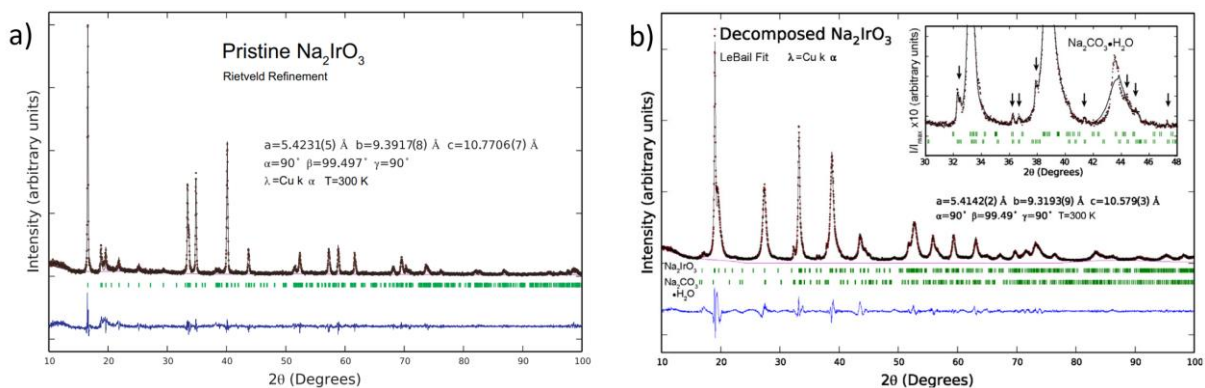 a)
Pristine Na₂IrO₃
Rietveld Refinement
a=5.4231(5) Å b=9.3917(8) Å c=10.7706(7) Å
α=90° β=99.497° γ=90°
λ=Cu k α T=300 K
Intensity (arbitrary units)
10 20 30 40 50 60 70 80 90 100
2θ (Degrees)
b)
Decomposed Na₂IrO₃
LeBail Fit λ=Cu k α
Na₂CO₃•H₂O
I/Iₘₐₓ x10 (arbitrary units)
30 32 34 36 38 40 42 44 46 48
2θ (Degrees)
a=5.4142(2) Å b=9.3193(9) Å c=10.579(3) Å
α=90° β=99.49° γ=90° T=300 K
Intensity (arbitrary units)
Na₂IrO₃
Na₂CO₃
•H₂O
10 20 30 40 50 60 70 80 90 100
2θ (Degrees)